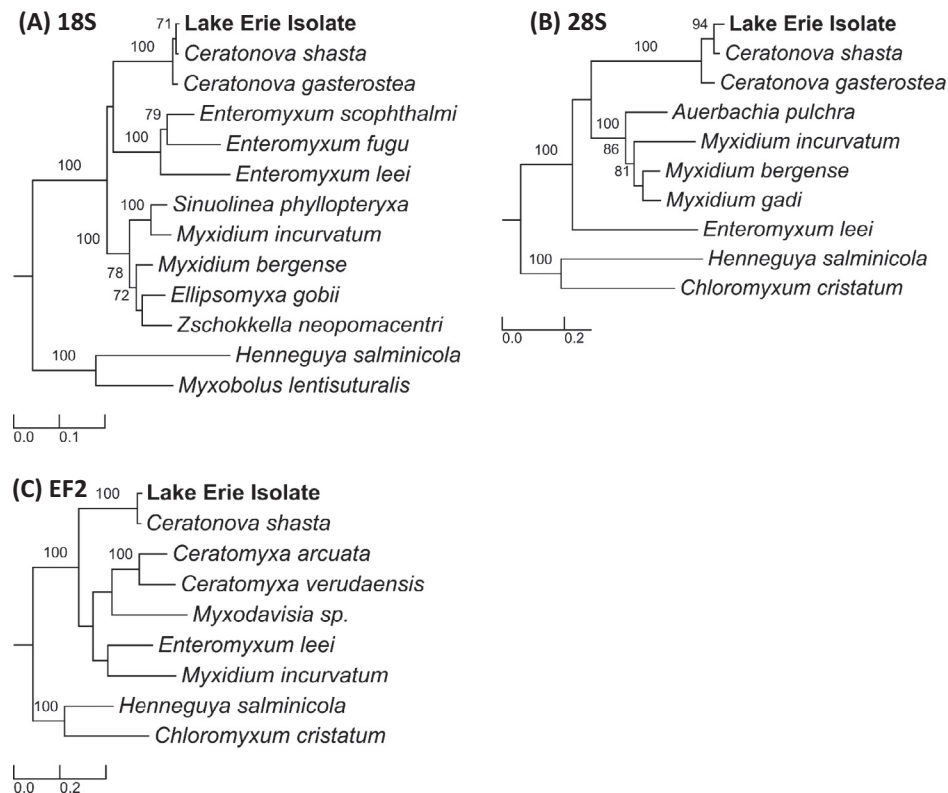 (A) 18S
71
Lake Erie Isolate
100
Ceratonova shasta
Ceratonova gasterostea
79
Enteromyxum scophthalmi
100
Enteromyxum fugu
100
Enteromyxum leei
Sinuolinea phyllopteryxa
100
100
Myxidium incurvatum
Myxidium bergense
78
72
Ellipsomyxa gobii
Zschokkella neopomacentri
Henneguya salminicola
100
Myxobolus lentisuturalis
0.0 0.1
(B) 28S
94
Lake Erie Isolate
100
Ceratonova shasta
Ceratonova gasterostea
Auerbachia pulchra
100
Myxidium incurvatum
86
100
81
Myxidium bergense
Myxidium gadi
Enteromyxum leei
Henneguya salminicola
100
Chloromyxum cristatum
0.0 0.2
(C) EF2
100
Lake Erie Isolate
Ceratonova shasta
100
100
Ceratomyxa arcuata
Ceratomyxa verudaensis
Myxodavisia sp.
Enteromyxum leei
Myxidium incurvatum
100
Henneguya salminicola
Chloromyxum cristatum
0.0 0.2